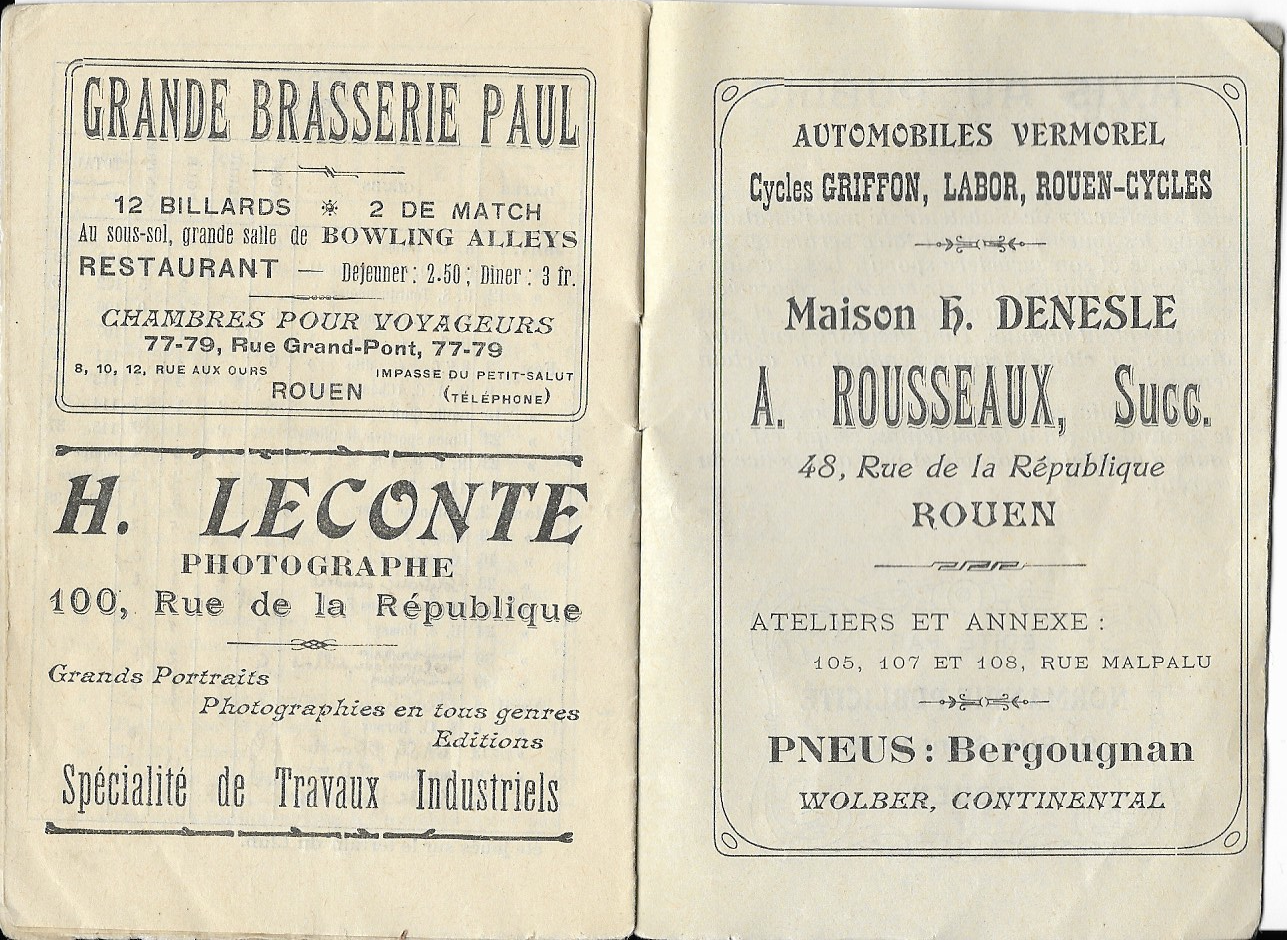 GRANDE BRASSERIE PAUL
12 BILLARDS ※ 2 DE MATCH
Au sous-sol, grande salle de BOWLING ALLEYS
RESTAURANT — Déjeuner : 2.50 ; Diner : 3 fr.
CHAMBRES POUR VOYAGEURS
77-79, Rue Grand-Pont, 77-79
8, 10, 12, RUE AUX OURS IMPASSE DU PETIT-SALUT
ROUEN (TÉLÉPHONE)
H. LECONTE
PHOTOGRAPHE
100, Rue de la République
Grands Portraits
Photographies en tous genres
Editions
Spécialité de Travaux Industriels
AUTOMOBILES VERMOREL
Cycles GRIFFON, LABOR, ROUEN-CYCLES
Maison H. DENESLE
A. ROUSSEAUX, Succ.
48, Rue de la République
ROUEN
ATELIERS ET ANNEXE :
105, 107 ET 108, RUE MALPALU
PNEUS : Bergougnan
WOLBER, CONTINENTAL